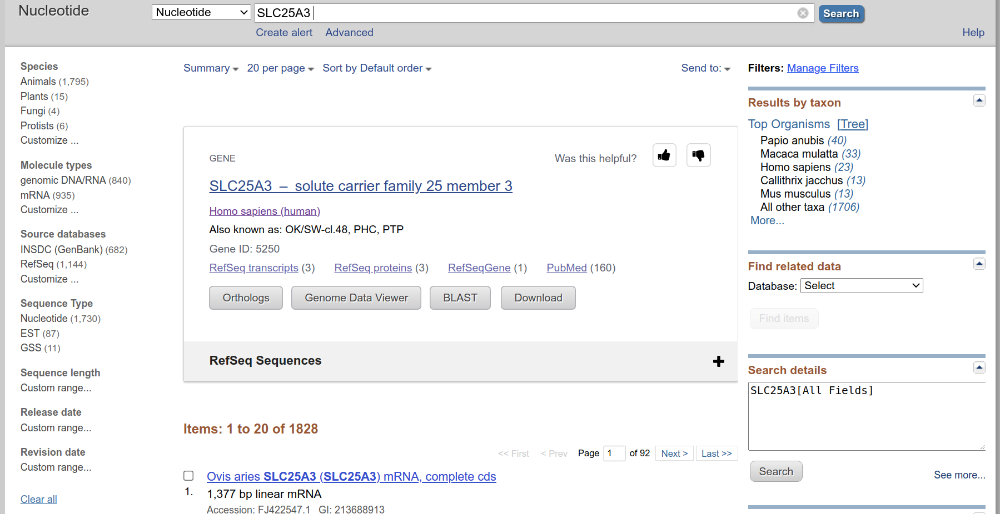 Nucleotide
Nucleotide
SLC25A3
Search
Create alert Advanced
Help
Species
Animals (1,795)
Plants (15)
Fungi (4)
Protists (6)
Customize ...
Molecule types
genomic DNA/RNA (840)
mRNA (935)
Customize ...
Source databases
INSDC (GenBank) (682)
RefSeq (1,144)
Customize ...
Sequence Type
Nucleotide (1,730)
EST (87)
GSS (11)
Sequence length
Custom range...
Release date
Custom range...
Revision date
Custom range...
Clear all
Summary 20 per page Sort by Default order
Send to:
GENE
Was this helpful?
SLC25A3 – solute carrier family 25 member 3
Homo sapiens (human)
Also known as: OK/SW-cl.48, PHC, PTP
Gene ID: 5250
RefSeq transcripts (3) RefSeq proteins (3) RefSeqGene (1) PubMed (160)
Orthologs Genome Data Viewer BLAST Download
RefSeq Sequences
Items: 1 to 20 of 1828
<< First < Prev Page 1 of 92 Next > Last >>
Ovis aries SLC25A3 (SLC25A3) mRNA, complete cds
1. 1,377 bp linear mRNA
Accession: FJ422547.1 GI: 213688913
Filters: Manage Filters
Results by taxon
Top Organisms [Tree]
Papio anubis (40)
Macaca mulatta (33)
Homo sapiens (23)
Callithrix jacchus (13)
Mus musculus (13)
All other taxa (1706)
More...
Find related data
Database: Select
Find items
Search details
SLC25A3[All Fields]
Search
See more...